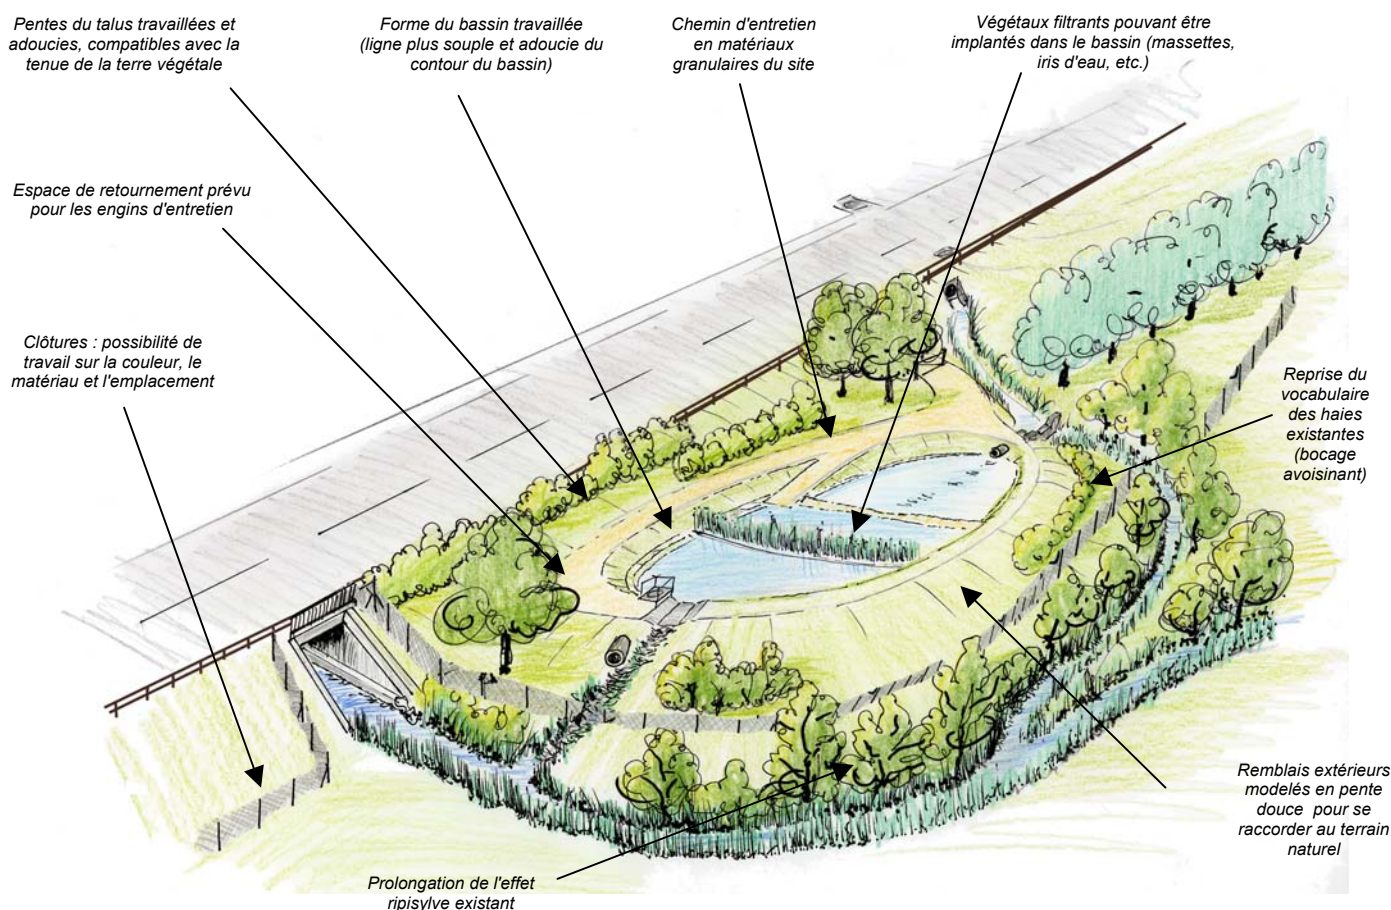 Pentes du talus travaillées et
adoucies, compatibles avec la
tenue de la terre végétale
Forme du bassin travaillée
(ligne plus souple et adoucie du
contour du bassin)
Chemin d'entretien
en matériaux
granulaires du site
Végétaux filtrants pouvant être
implantés dans le bassin (massettes,
iris d'eau, etc.)
Espace de retournement prévu
pour les engins d'entretien
Clôtures : possibilité de
travail sur la couleur, le
matériau et l'emplacement
Reprise du
vocabulaire
des haies
existantes
(bocage
avoisinant)
Remblais extérieurs
modelés en pente
douce pour se
raccorder au terrain
naturel
Prolongation de l'effet
ripisylve existant